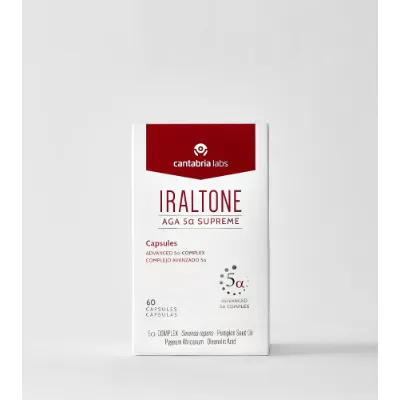 cantabria labs
IRALTONE
AGA 5α SUPREME
Capsules
ADVANCED 5α COMPLEX
COMPLEJO AVANZADO 5α
5α
ADVANCED
5α COMPLEX
60
CAPSULES
CÁPSULAS
5α COMPLEX · Serenoa repens · Pumpkin Seed Oil
Pygeum Africanum · Oleanolic Acid